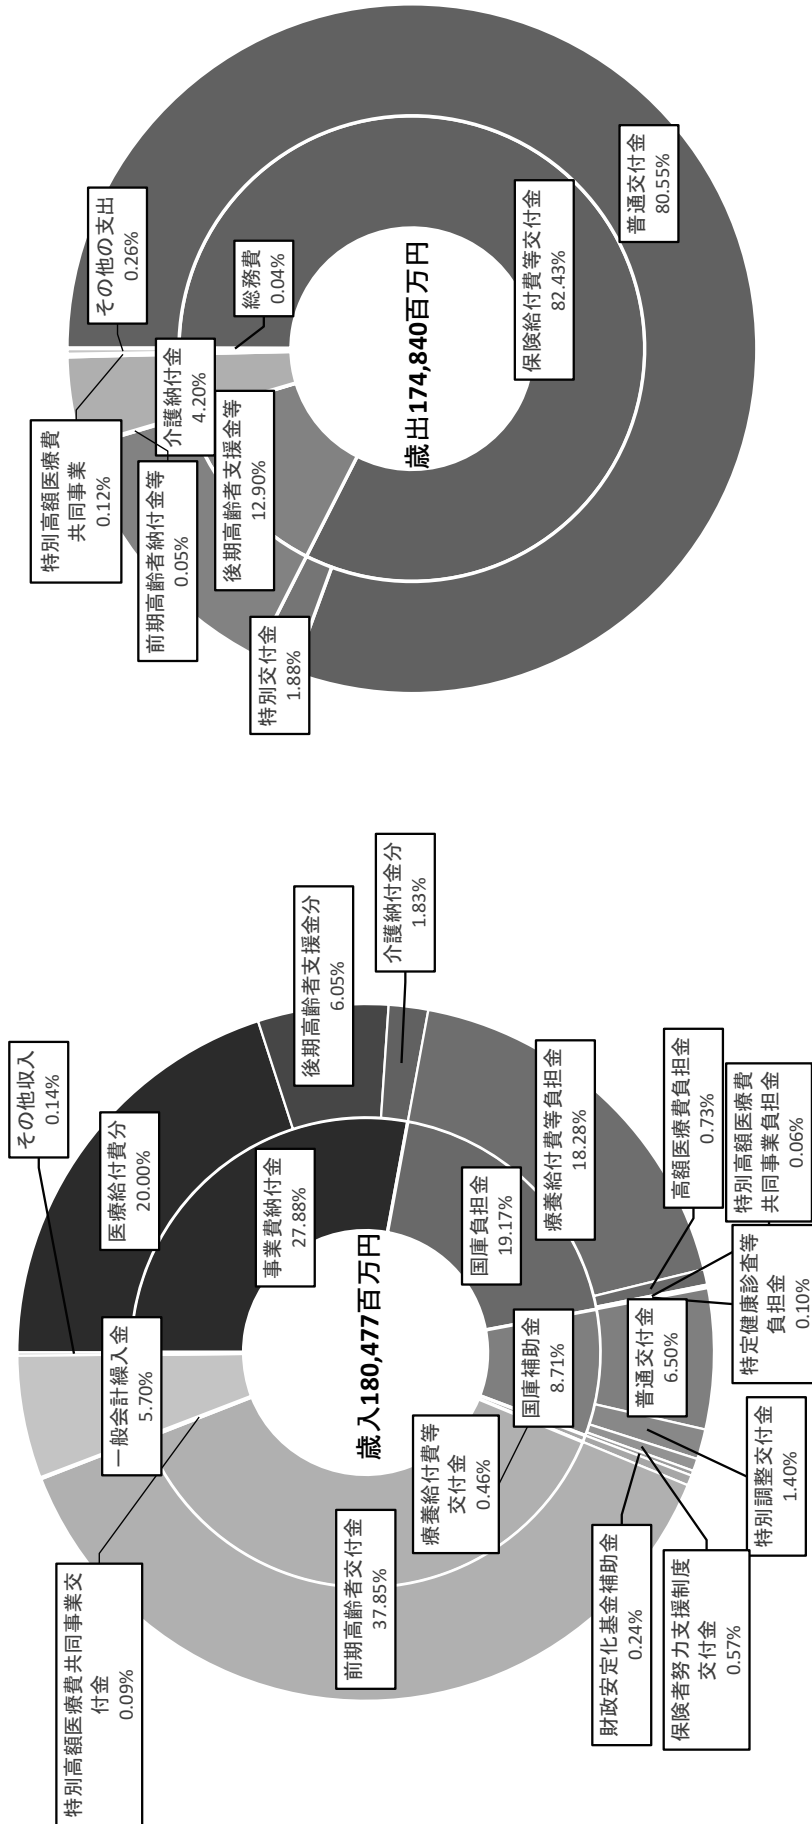 歳入180,477百万円
その他収入
0.14%
医療給付費分
20.00%
事業費納付金
27.88%
後期高齢者支援金分
6.05%
介護納付金分
1.83%
国庫負担金
19.17%
療養給付費等負担金
18.28%
高額医療費負担金
0.73%
特別高額医療費
共同事業負担金
0.06%
特定健康診査等
負担金
0.10%
国庫補助金
8.71%
普通交付金
6.50%
特別調整交付金
1.40%
保険者努力支援制度
交付金
0.57%
財政安定化基金補助金
0.24%
療養給付費等
交付金
0.46%
前期高齢者交付金
37.85%
特別高額医療費共同事業交
付金
0.09%
一般会計繰入金
5.70%
歳出174,840百万円
その他の支出
0.26%
総務費
0.04%
保険給付費等交付金
82.43%
普通交付金
80.55%
特別交付金
1.88%
後期高齢者支援金等
12.90%
前期高齢者納付金等
0.05%
介護納付金
4.20%
特別高額医療費
共同事業
0.12%